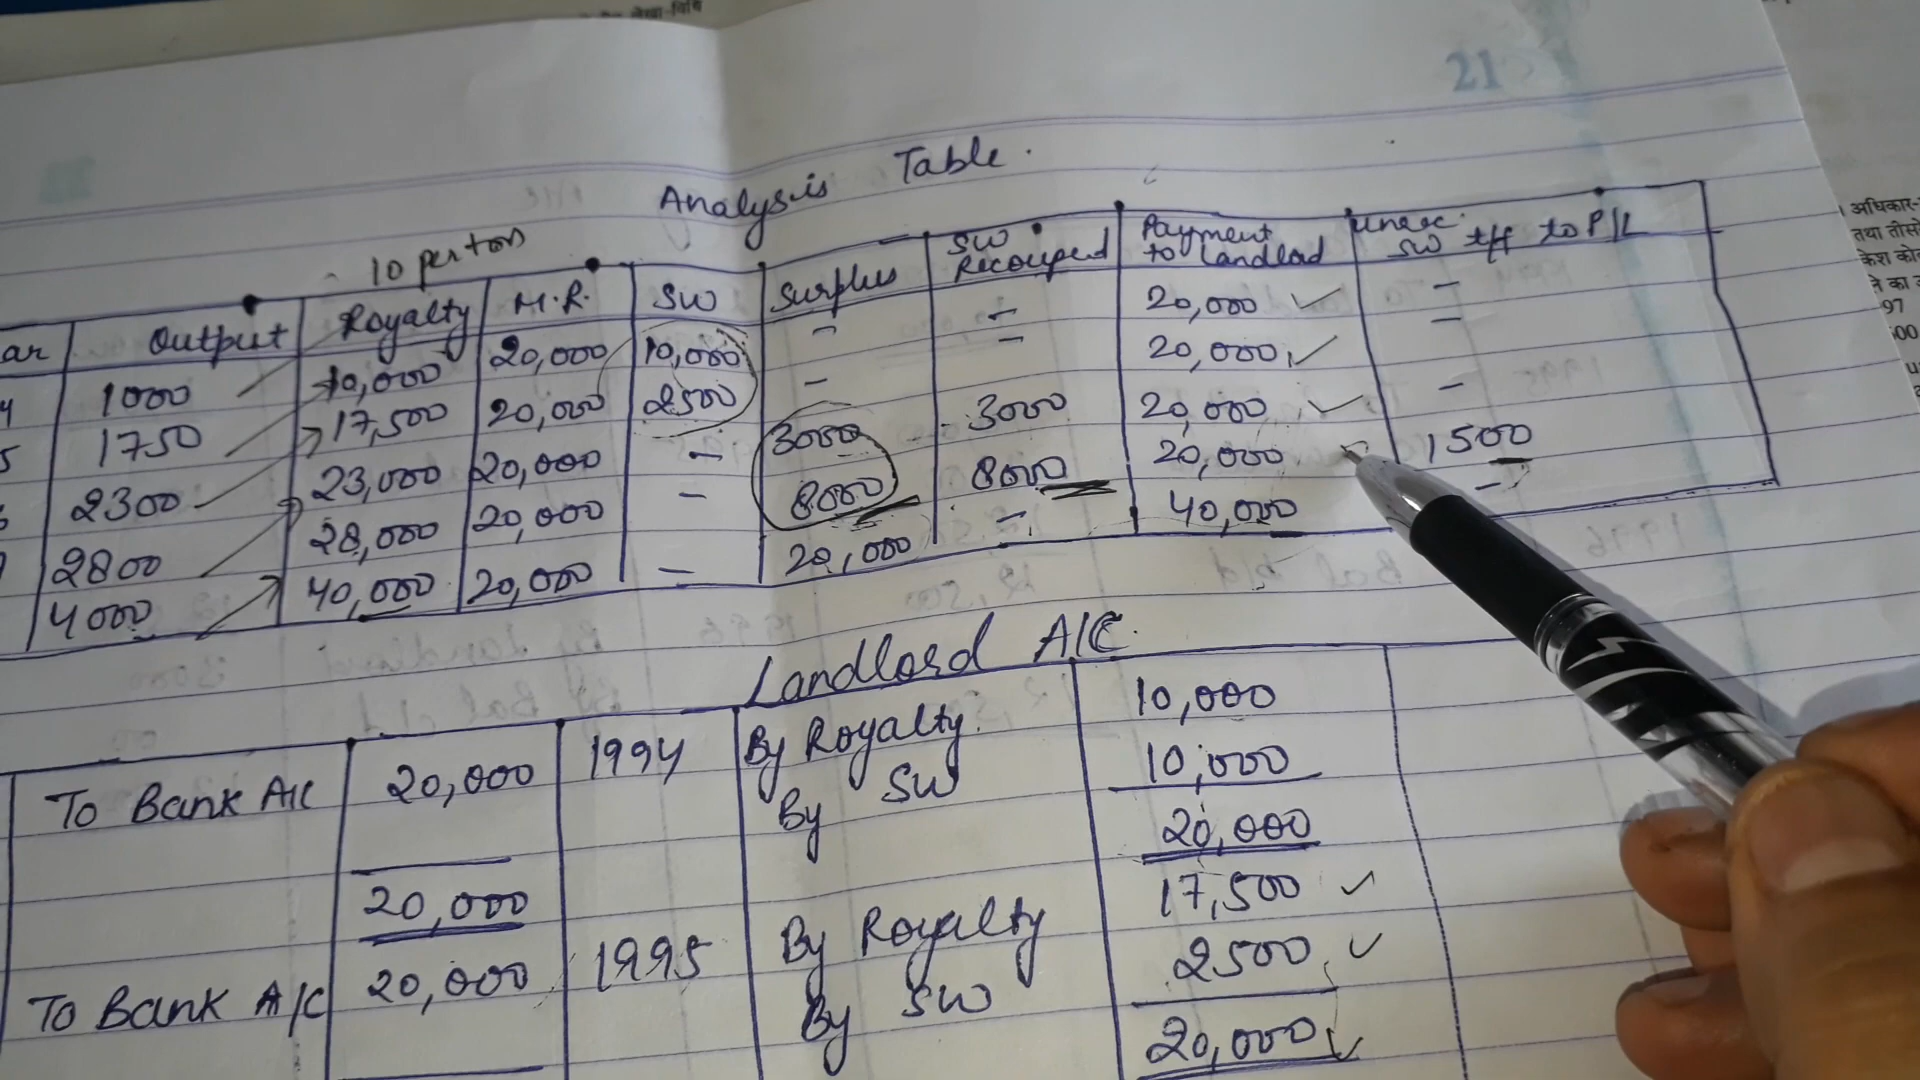 21
Analysis Table.
10 per ton
ar | Output | Royalty | M.R. | SW | Surplus | SW Recouped | Payment to Landlord | SW t/f to P/L
4 | 1000 | 10,000 | 20,000 | 10,000 | - | - | 20,000 ✓ | -
5 | 1750 | 17,500 | 20,000 | 2500 | - | - | 20,000 ✓ | -
2300 | 23,000 | 20,000 | - | 3000 | 3000 | 20,000 ✓ | -
2800 | 28,000 | 20,000 | - | 8000 | 8000 | 20,000 | 1500
4000 | 40,000 | 20,000 | - | 20,000 | - | 40,000 | -
Landlord A/C.
To Bank A/C | 20,000 | 1994 | By Royalty. | 10,000
By SW | 10,000
20,000 | 20,000
To Bank A/C | 20,000 | 1995 | By Royalty | 17,500 ✓
By SW | 2500 ✓
20,000 ✓
अधिकार-
97